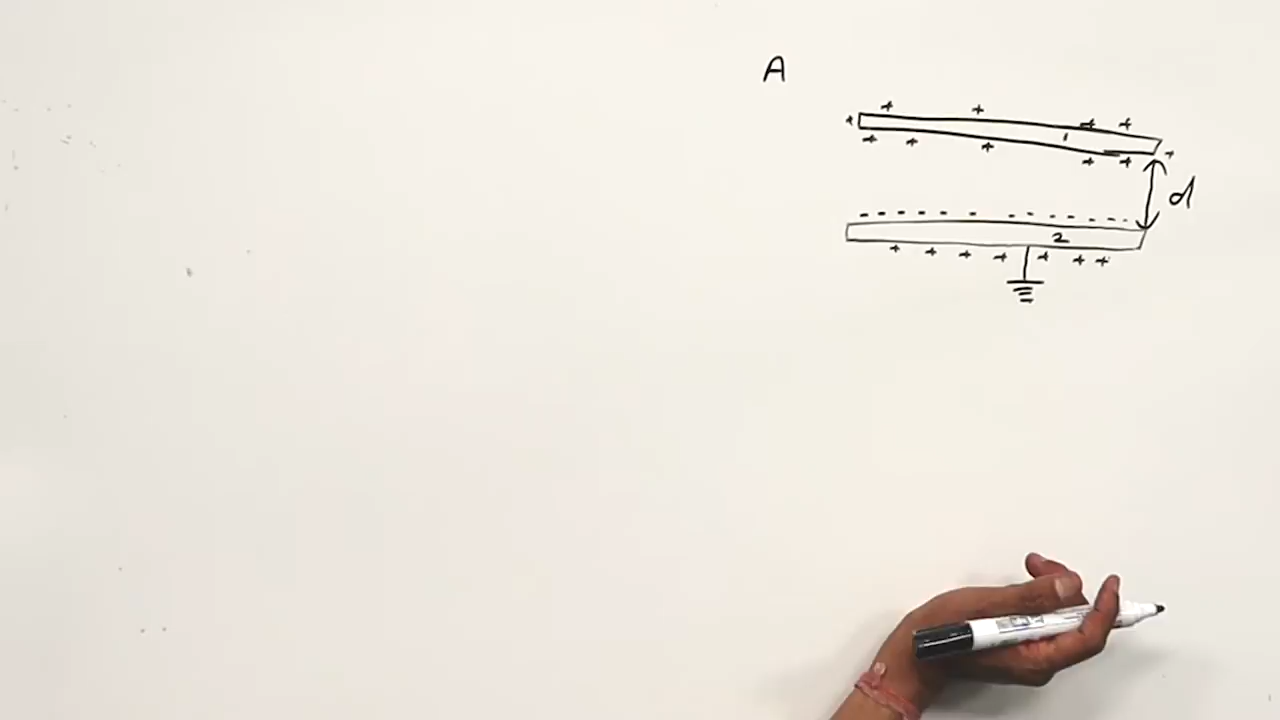 A
+ + + +
+ 1
+ + + + + +
d
- - - - - - - - - - - - -
2
+ + + + + + +